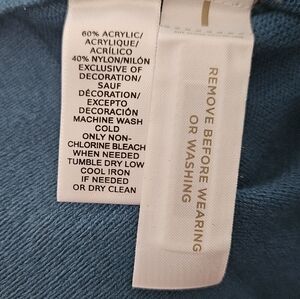 60% ACRYLIC/
ACRYLIQUE/
ACRÍLICO
40% NYLON/NILÓN
EXCLUSIVE OF
DECORATION/
SAUF
DÉCORATION/
EXCEPTO
DECORACIÓN
MACHINE WASH
COLD
ONLY NON-
CHLORINE BLEACH
WHEN NEEDED
TUMBLE DRY LOW
COOL IRON
IF NEEDED
OR DRY CLEAN
REMOVE BEFORE WEARING
OR WASHING